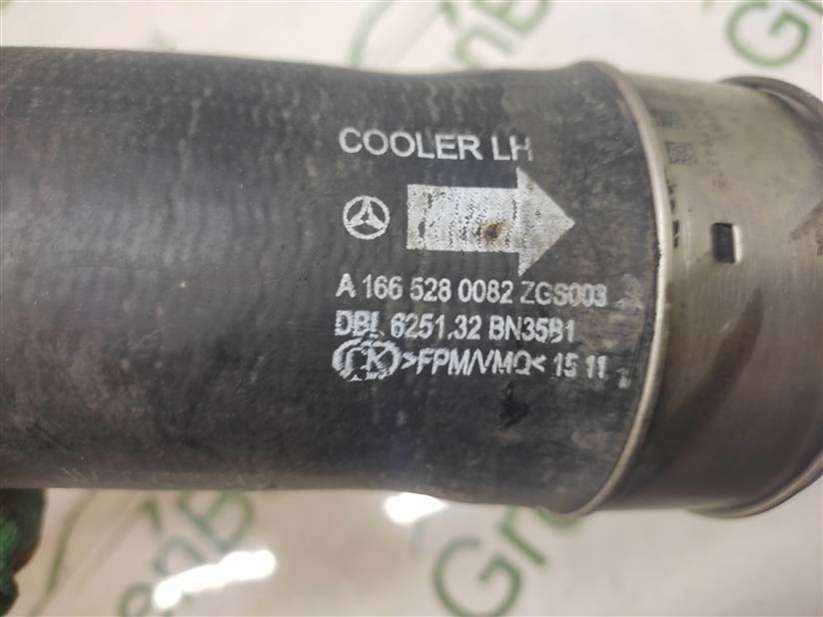 COOLER LH
A 166 528 0082 ZGS003
DBL 6251.32 BN35B1
>FPM/VMQ< 15 11